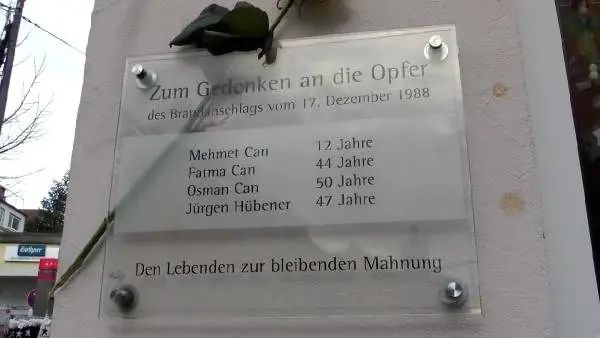 Zum Gedenken an die Opfer
des Brandanschlags vom 17. Dezember 1988
Mehmet Can 12 Jahre
Fatma Can 44 Jahre
Osman Can 50 Jahre
Jürgen Hübener 47 Jahre
Den Lebenden zur bleibenden Mahnung